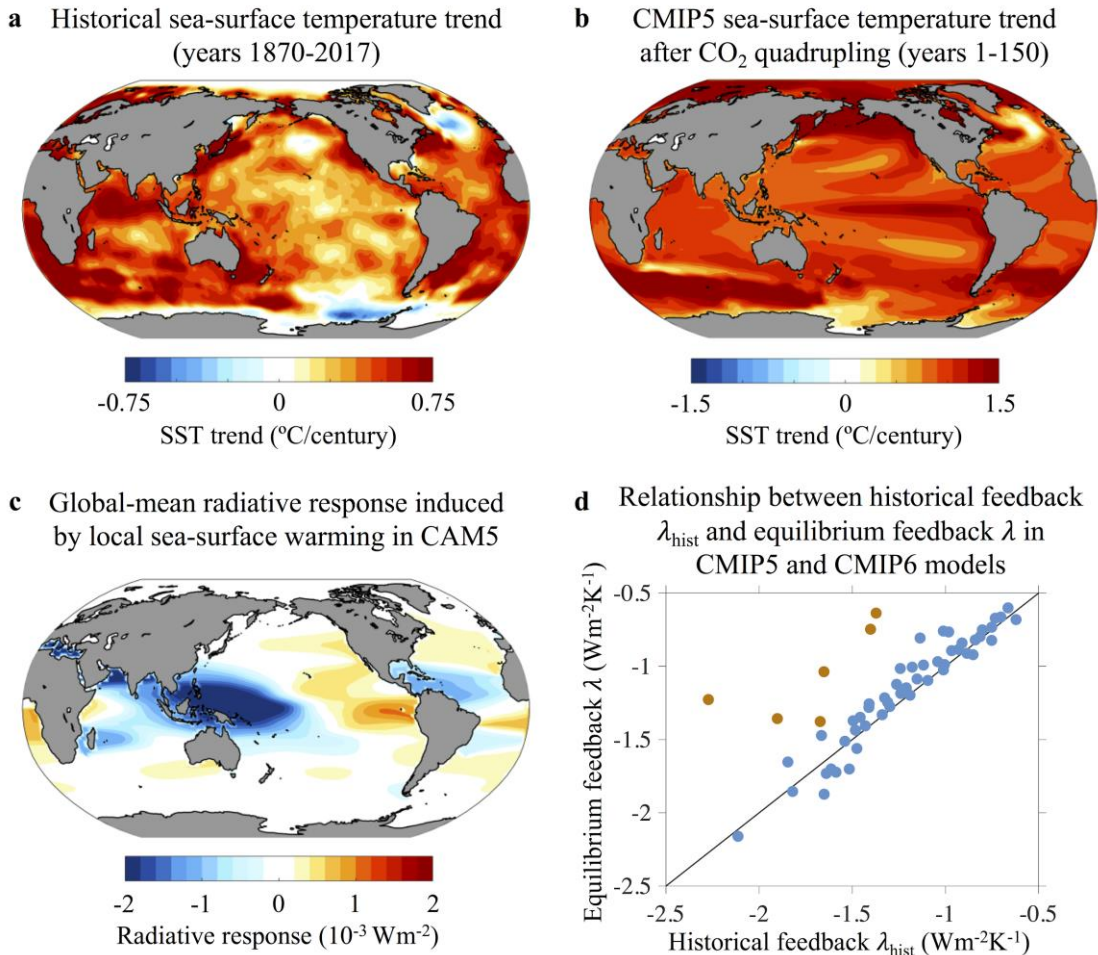 a Historical sea-surface temperature trend
(years 1870-2017)
-0.75 0 0.75
SST trend (ºC/century)
b CMIP5 sea-surface temperature trend
after CO₂ quadrupling (years 1-150)
-1.5 0 1.5
SST trend (ºC/century)
c Global-mean radiative response induced
by local sea-surface warming in CAM5
-2 -1 0 1 2
Radiative response (10⁻³ Wm⁻²)
d Relationship between historical feedback
λhist and equilibrium feedback λ in
CMIP5 and CMIP6 models
Equilibrium feedback λ (Wm⁻²K⁻¹)
-0.5
-1
-1.5
-2
-2.5
-2.5 -2 -1.5 -1 -0.5
Historical feedback λhist (Wm⁻²K⁻¹)